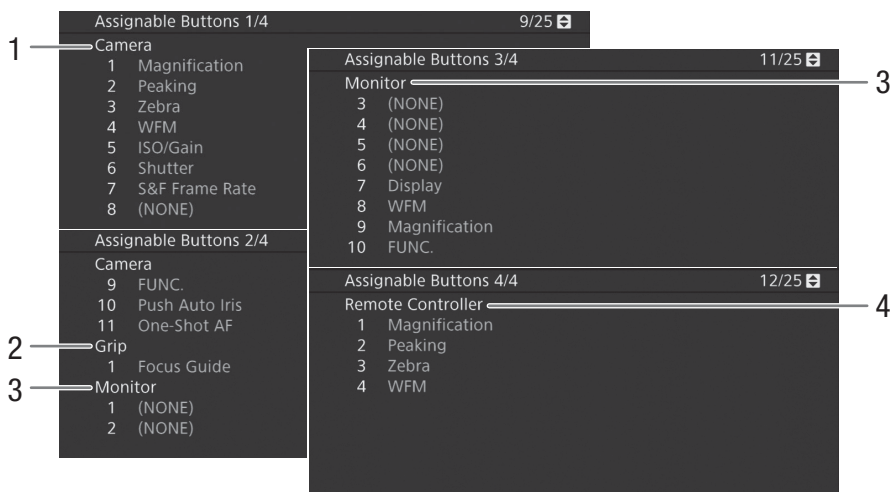 Assignable Buttons 1/4 9/25
1 Camera
1 Magnification
2 Peaking
3 Zebra
4 WFM
5 ISO/Gain
6 Shutter
7 S&F Frame Rate
8 (NONE)
Assignable Buttons 2/4
Camera
9 FUNC.
10 Push Auto Iris
11 One-Shot AF
2 Grip
1 Focus Guide
3 Monitor
1 (NONE)
2 (NONE)
Assignable Buttons 3/4 11/25
Monitor 3
3 (NONE)
4 (NONE)
5 (NONE)
6 (NONE)
7 Display
8 WFM
9 Magnification
10 FUNC.
Assignable Buttons 4/4 12/25
Remote Controller 4
1 Magnification
2 Peaking
3 Zebra
4 WFM